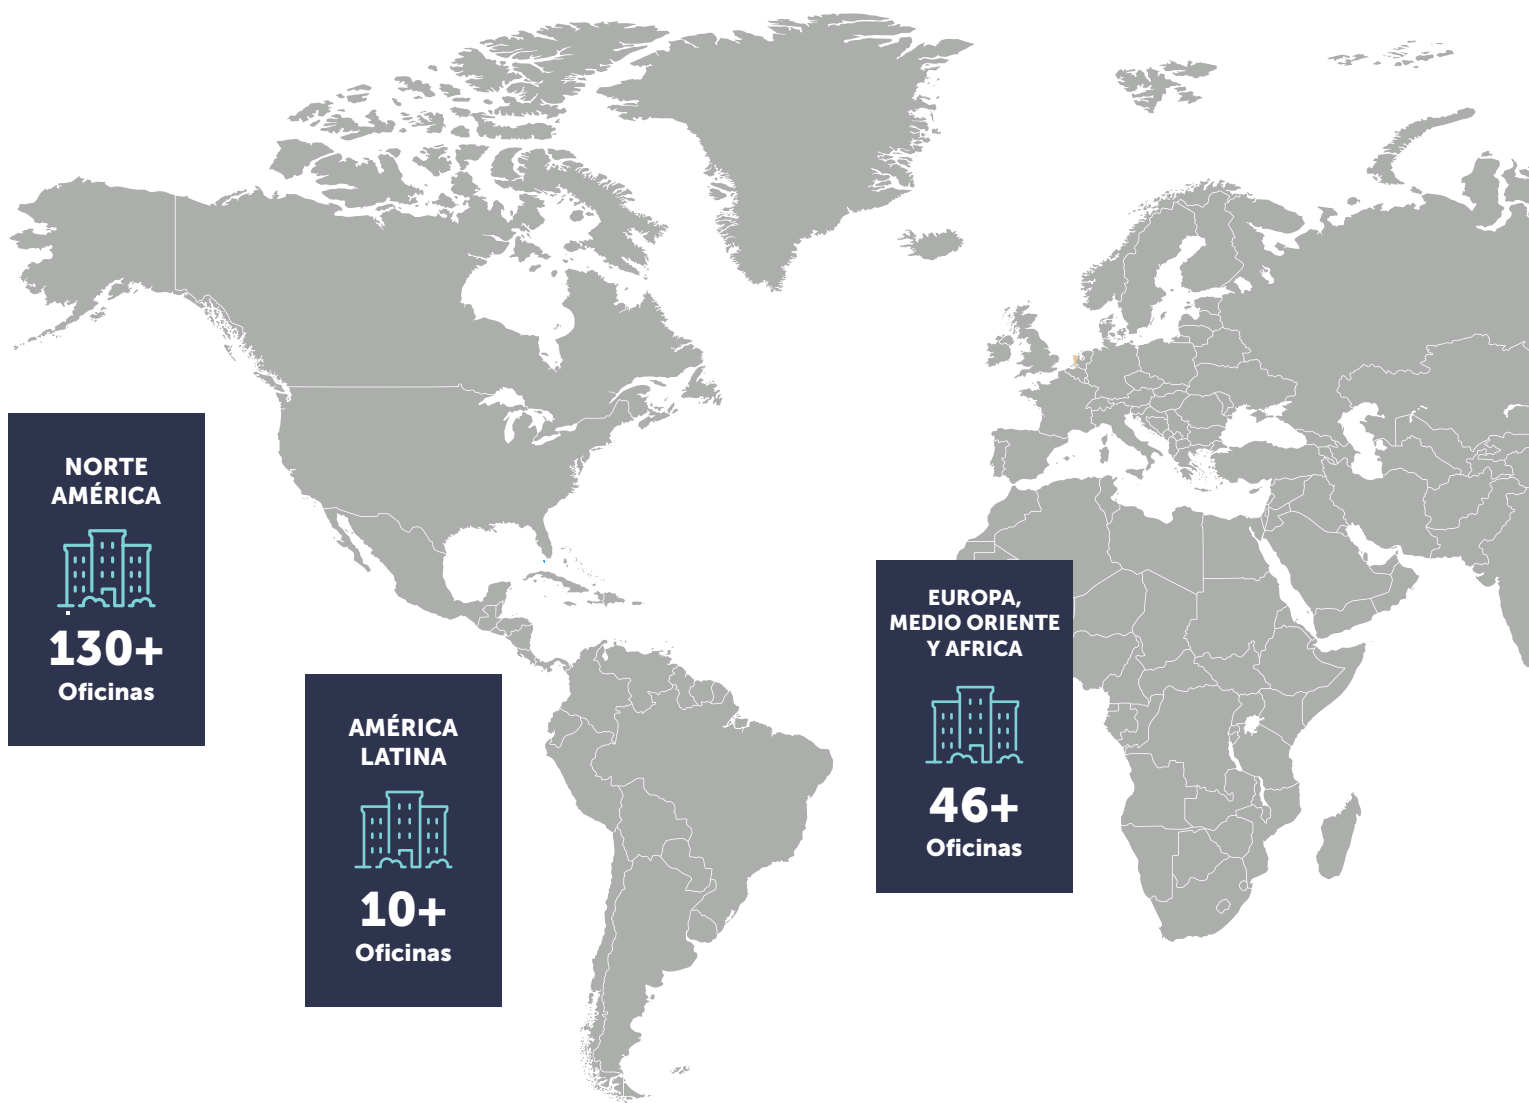 NORTE
AMÉRICA
130+
Oficinas
AMÉRICA
LATINA
10+
Oficinas
EUROPA,
MEDIO ORIENTE
Y AFRICA
46+
Oficinas